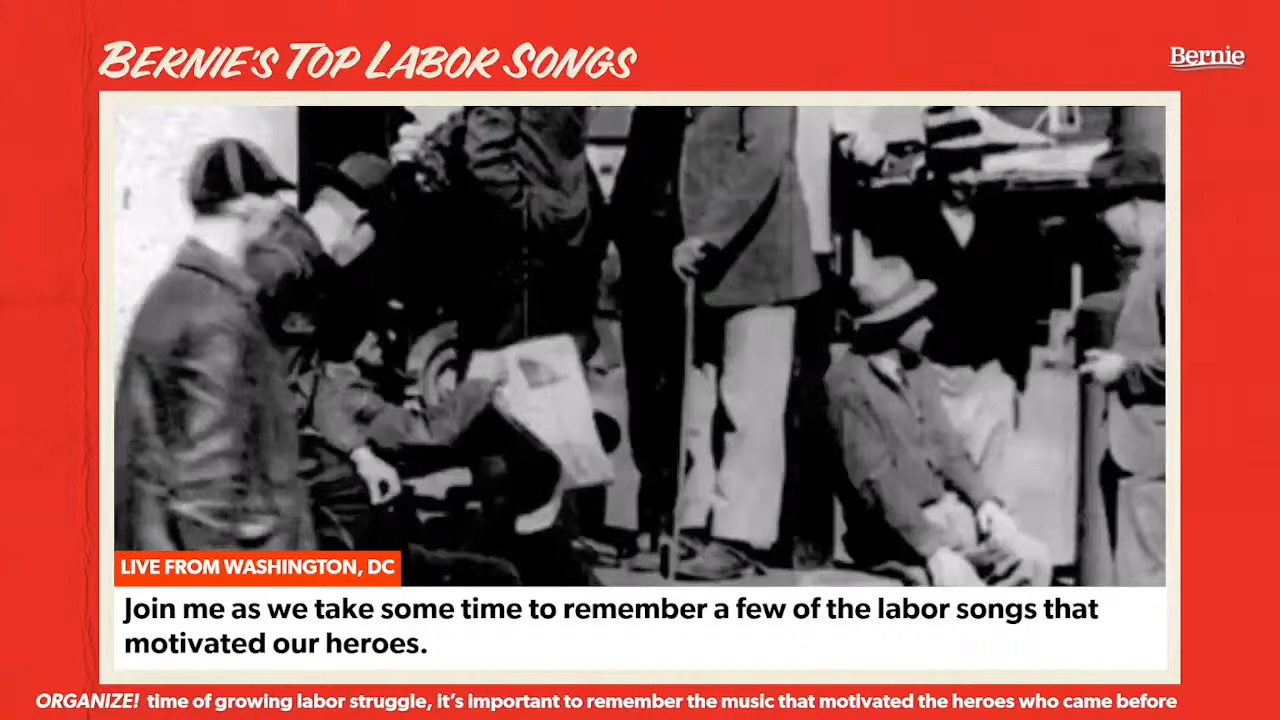 BERNIE'S TOP LABOR SONGS
Bernie
LIVE FROM WASHINGTON, DC
Join me as we take some time to remember a few of the labor songs that
motivated our heroes.
ORGANIZE! time of growing labor struggle, it's important to remember the music that motivated the heroes who came before